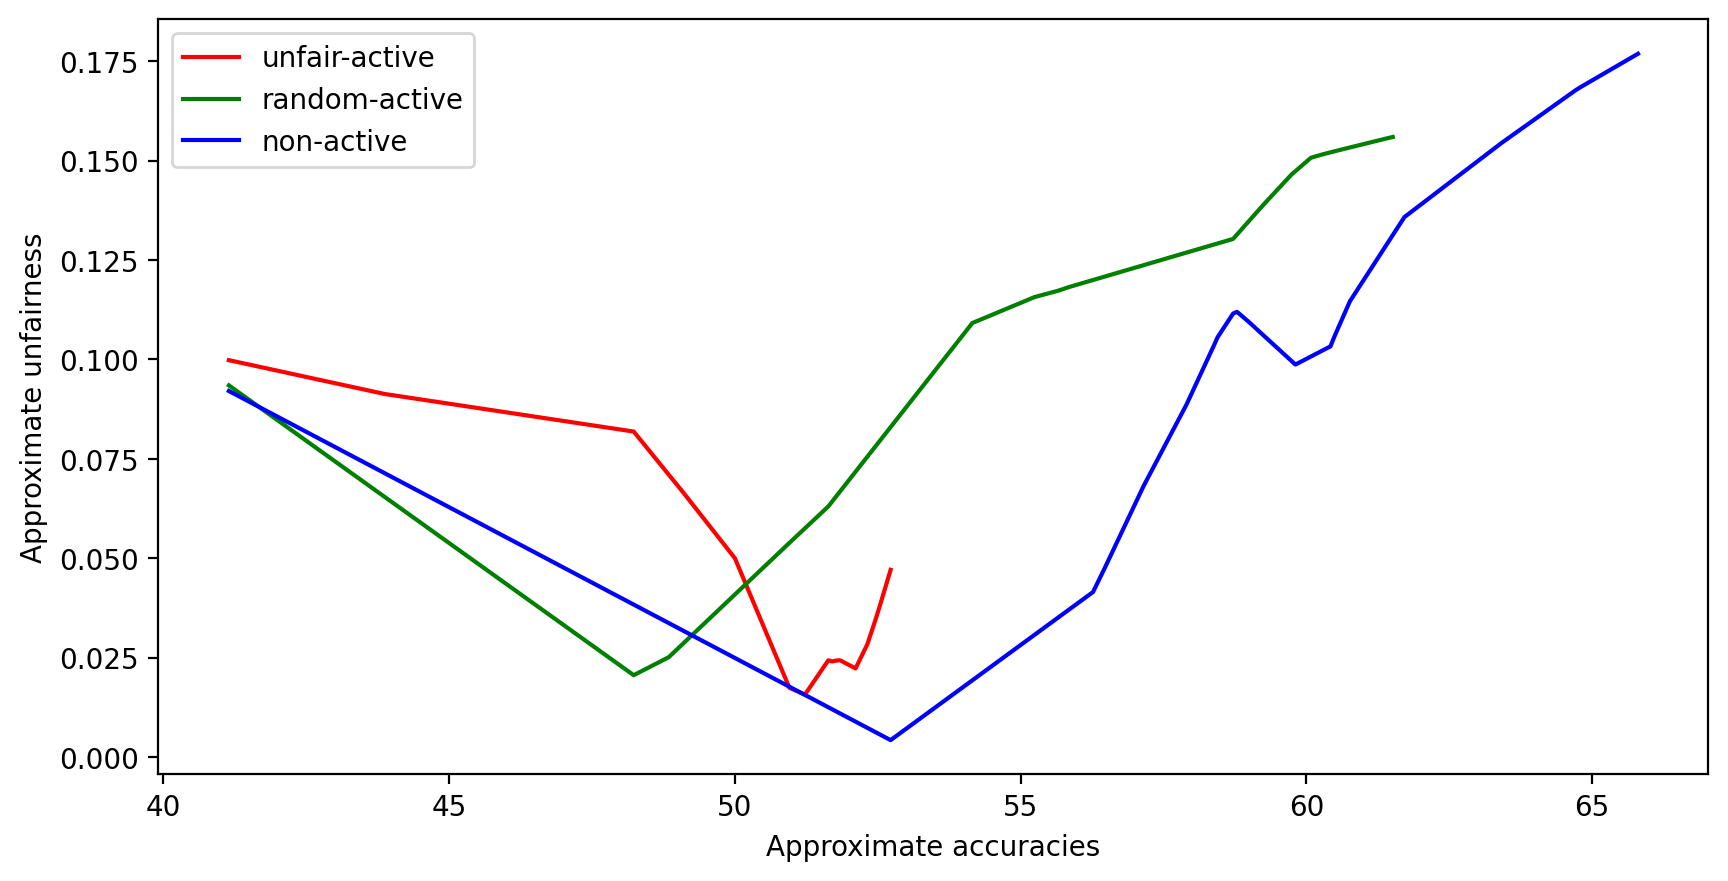 unfair-active
random-active
non-active
Approximate unfairness
0.175
0.150
0.125
0.100
0.075
0.050
0.025
0.000
40 45 50 55 60 65
Approximate accuracies